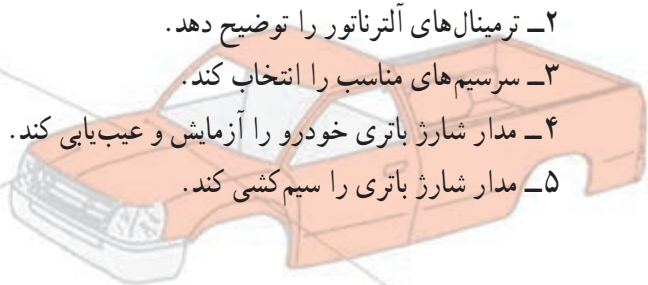 ۲ــ ترمینال‌های آلترناتور را توضیح دهد.
۳ــ سرسیم‌های مناسب را انتخاب کند.
۴ــ مدار شارژ باتری خودرو را آزمایش و عیب‌یابی کند.
۵ــ مدار شارژ باتری را سیم‌کشی کند.